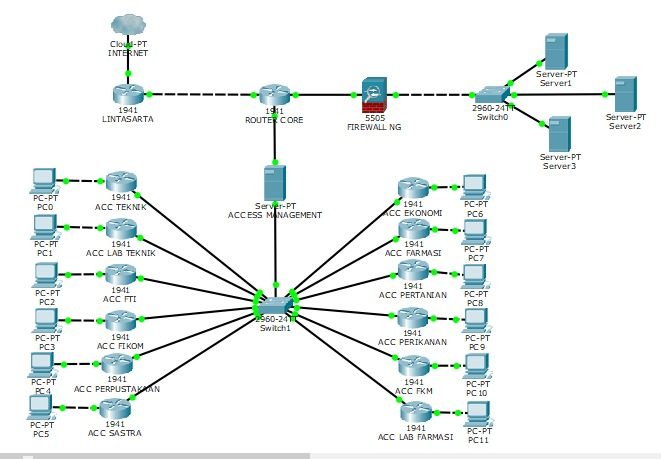 Cloud-PT
INTERNET
1941
LINTASARTA
1941
ROUTER CORE
5505
FIREWALL NG
2960-24TT
Switch0
Server-PT
Server1
Server-PT
Server2
Server-PT
Server3
Server-PT
ACCESS MANAGEMENT
PC-PT
PC0
1941
ACC TEKNIK
PC-PT
PC1
1941
ACC LAB TEKNIK
PC-PT
PC2
1941
ACC FTI
PC-PT
PC3
1941
ACC FIKOM
PC-PT
PC4
1941
ACC PERPUSTAKAAN
PC-PT
PC5
1941
ACC SASTRA
2960-24TT
Switch1
1941
ACC EKONOMI
PC-PT
PC6
1941
ACC FARMASI
PC-PT
PC7
1941
ACC PERTANIAN
PC-PT
PC8
1941
ACC PERIKANAN
PC-PT
PC9
1941
ACC FKM
PC-PT
PC10
1941
ACC LAB FARMASI
PC-PT
PC11